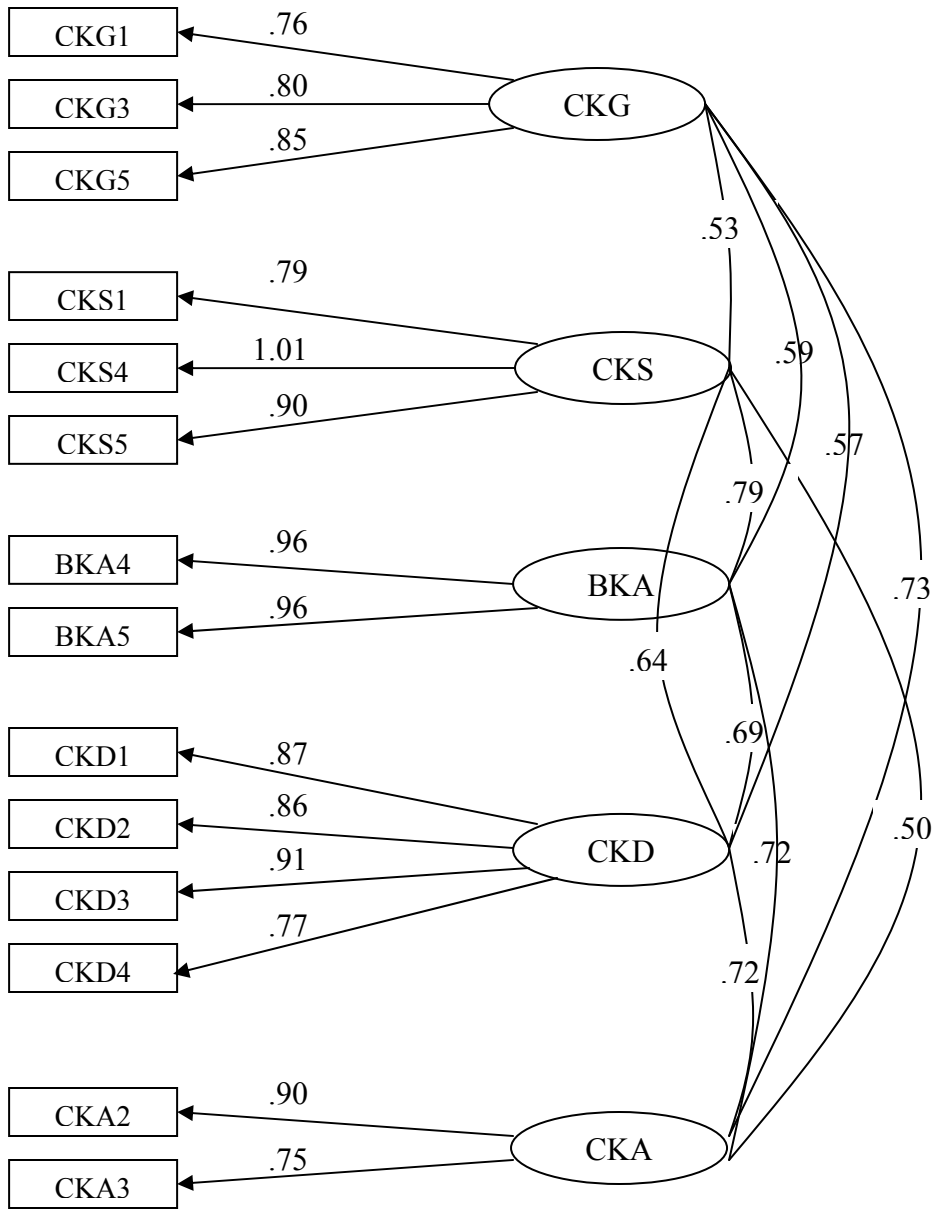 CKG1
.76
CKG3
.80
CKG
CKG5
.85
.53
CKS1
.79
CKS4
1.01
CKS
.59
CKS5
.90
.57
.79
BKA4
.96
BKA
.73
BKA5
.96
.64
CKD1
.87
.69
CKD2
.86
CKD
.72
.50
CKD3
.91
CKD4
.77
.72
CKA2
.90
CKA
CKA3
.75